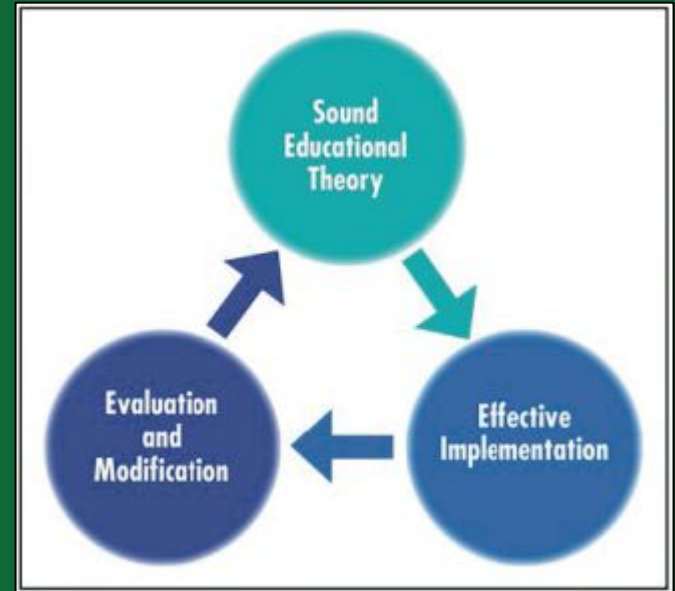 Sound
Educational
Theory
Effective
Implementation
Evaluation
and
Modification